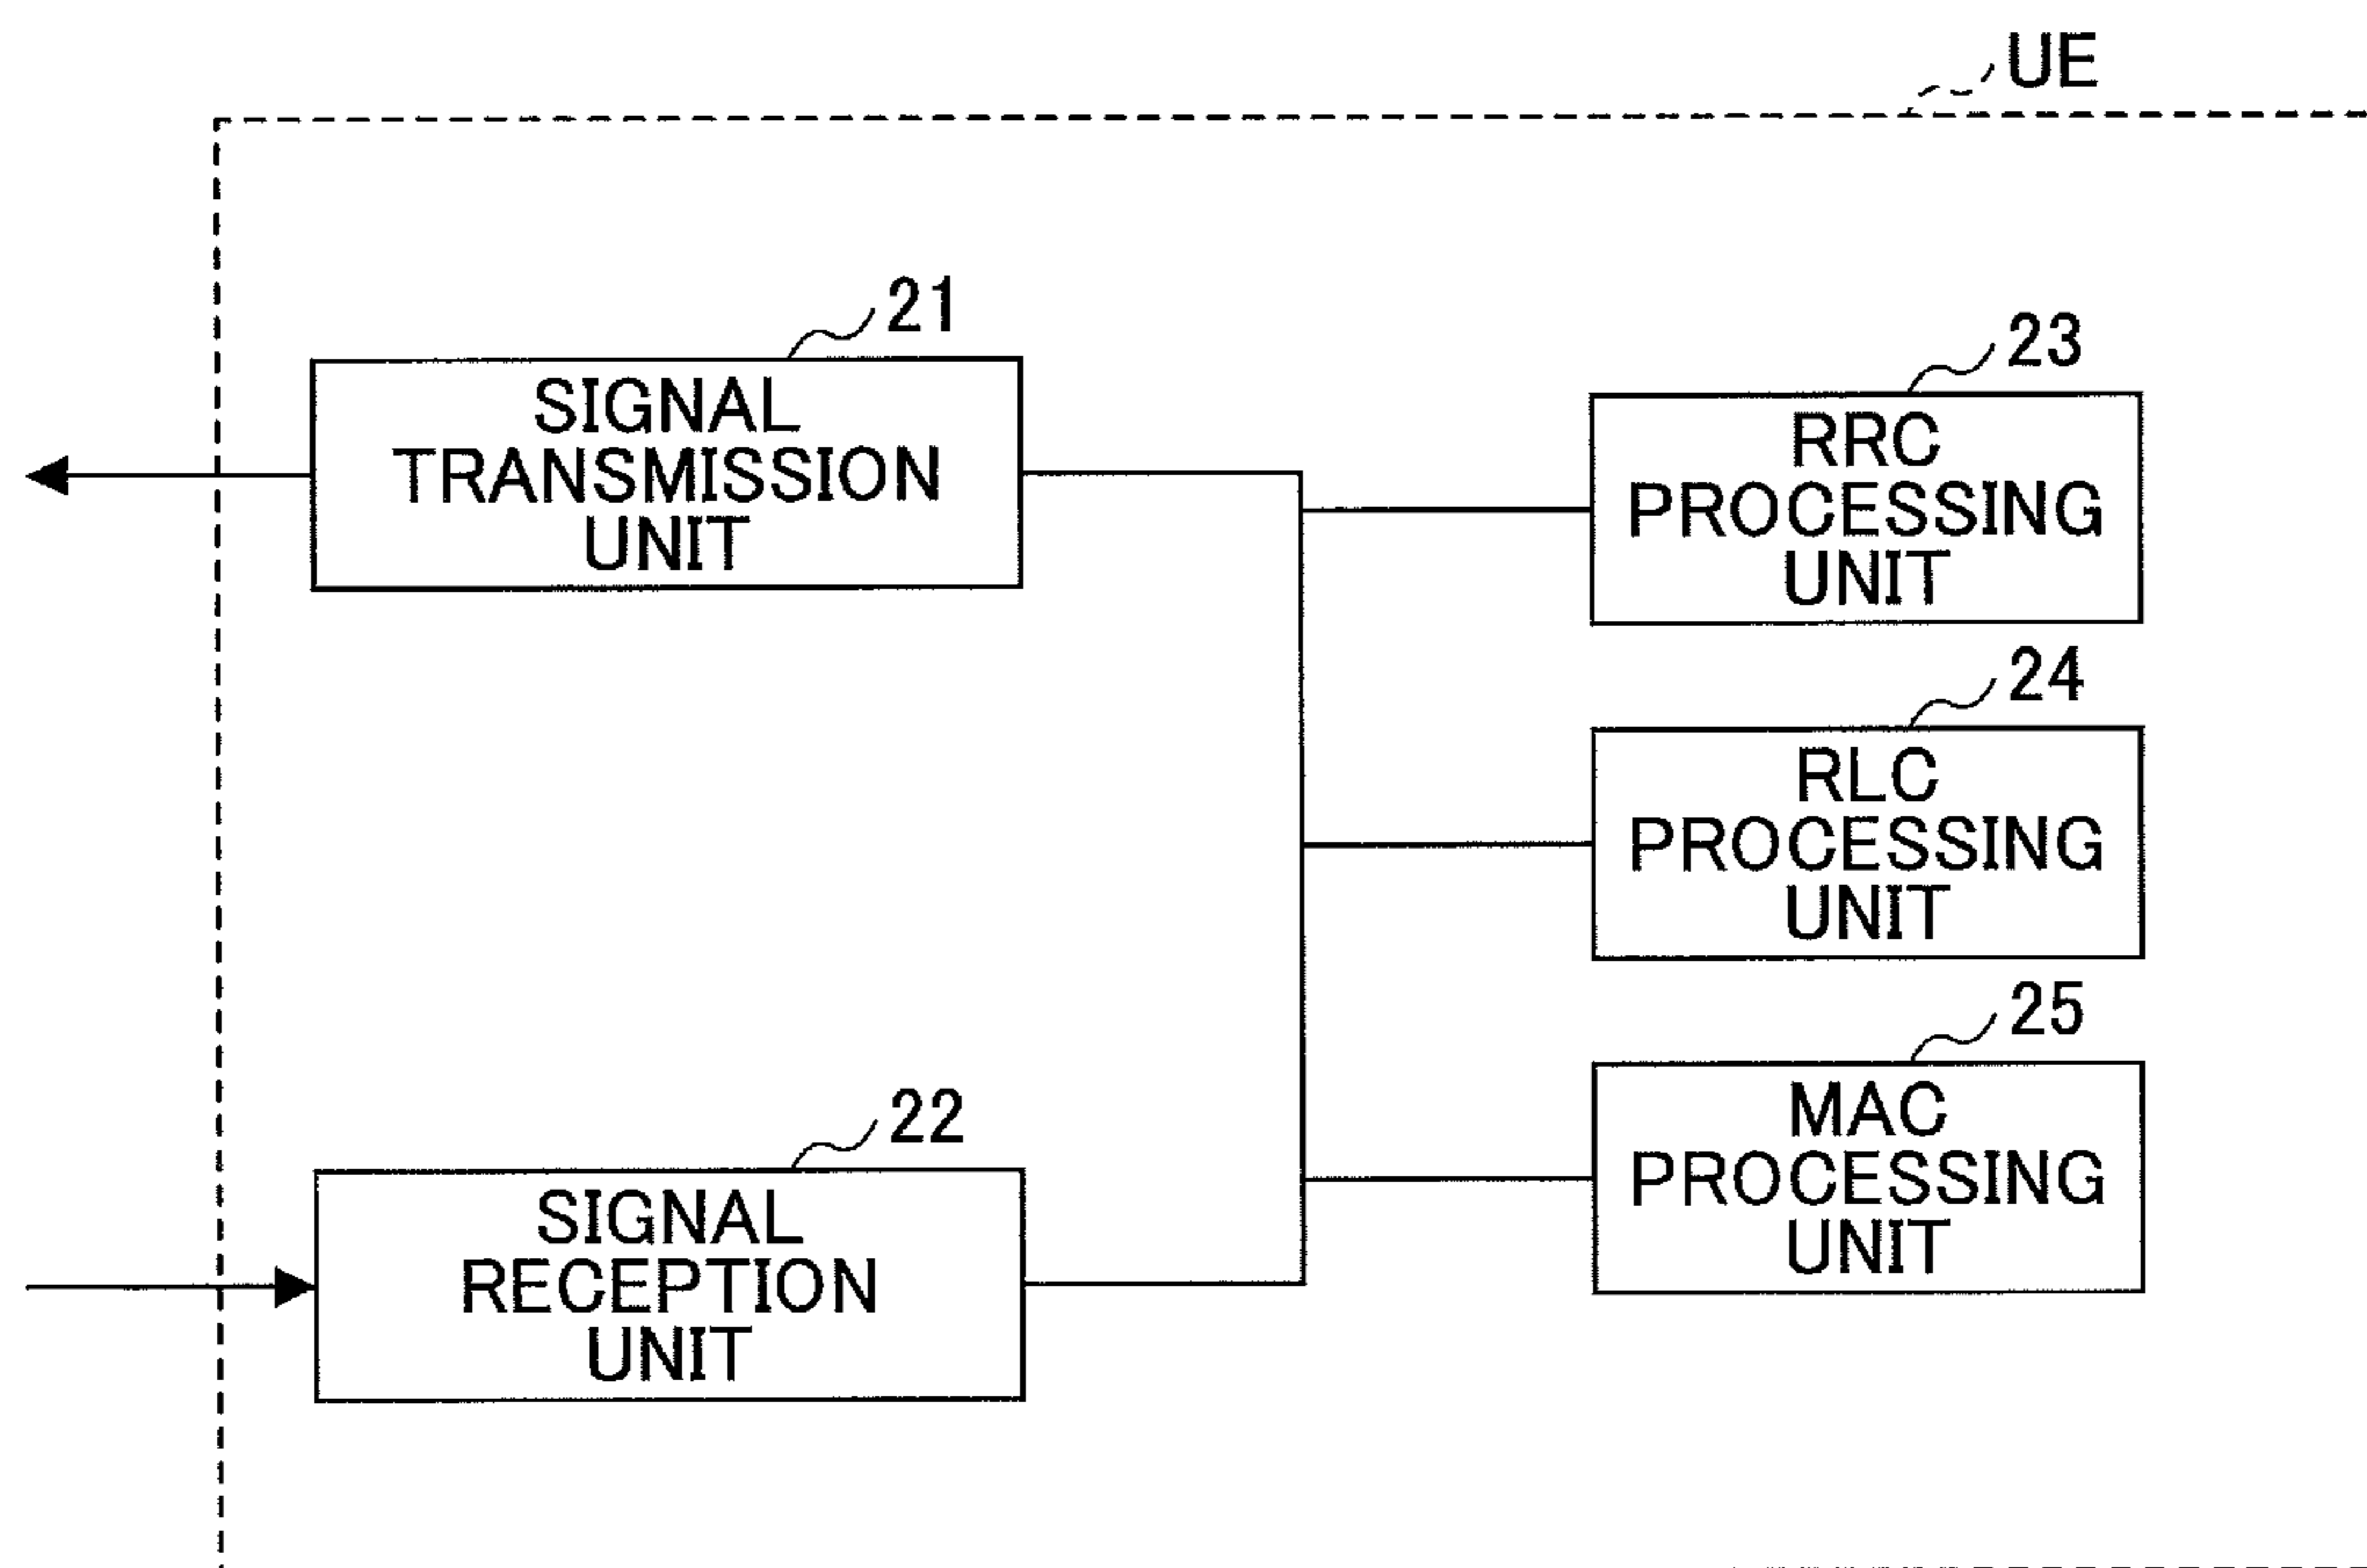 UE
21
SIGNAL
TRANSMISSION
UNIT
23
RRC
PROCESSING
UNIT
24
RLC
PROCESSING
UNIT
25
MAC
PROCESSING
UNIT
22
SIGNAL
RECEPTION
UNIT